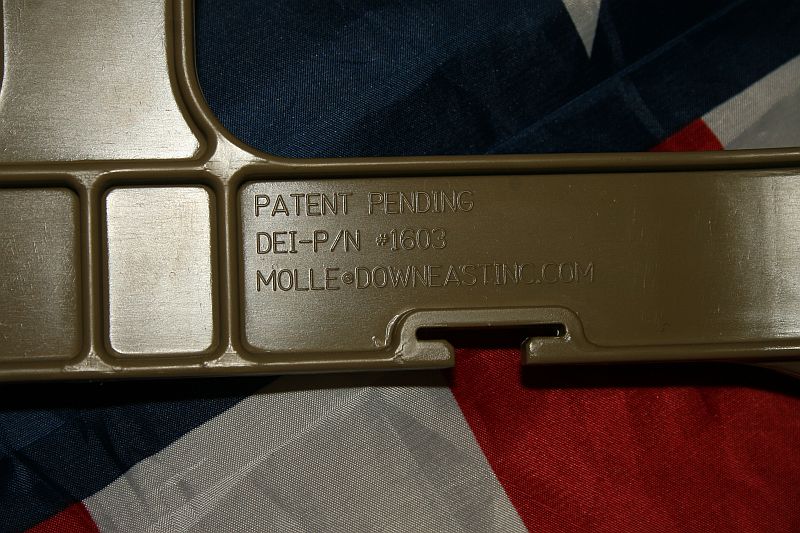 PATENT PENDING
DEI-P/N #1603
MOLLE@DOWNEASTINC.COM